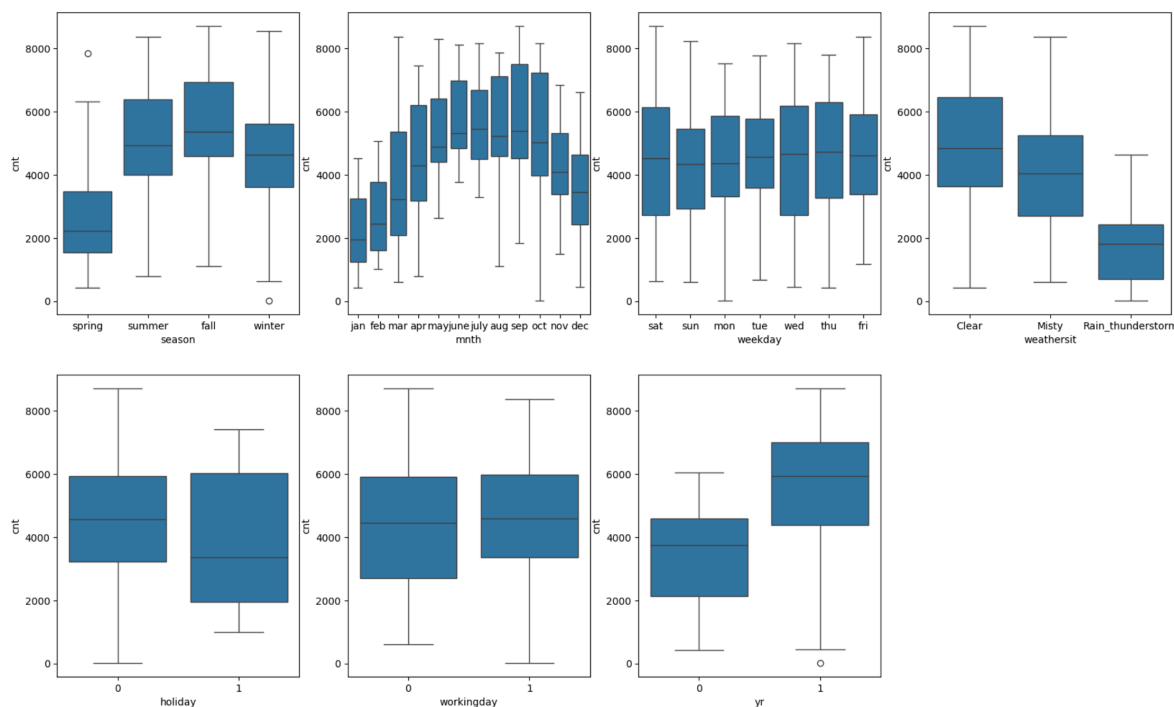 8000
6000
4000
2000
0
cnt
spring summer fall winter
season
8000
6000
4000
2000
0
cnt
jan feb mar apr may june july aug sep oct nov dec
mnth
8000
6000
4000
2000
0
cnt
sat sun mon tue wed thu fri
weekday
8000
6000
4000
2000
0
cnt
Clear Misty Rain_thunderstorm
weathersit
8000
6000
4000
2000
0
cnt
0 1
holiday
8000
6000
4000
2000
0
cnt
0 1
workingday
8000
6000
4000
2000
0
cnt
0 1
yr